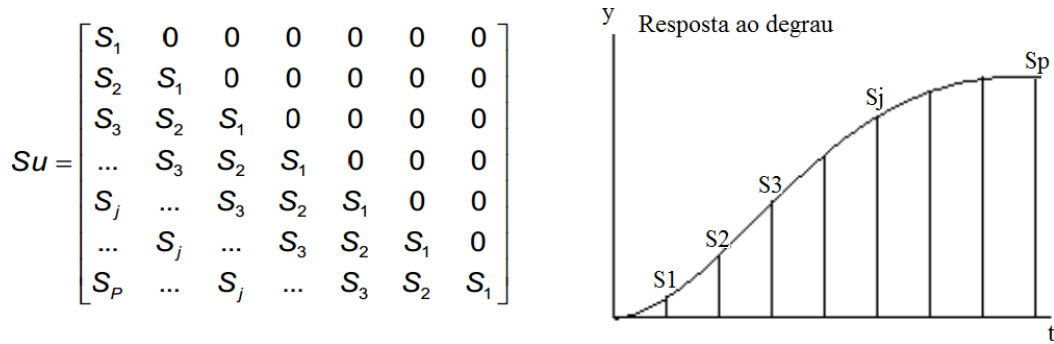 S₁ 0 0 0 0 0 0
S₂ S₁ 0 0 0 0 0
S₃ S₂ S₁ 0 0 0 0
Su = ... S₃ S₂ S₁ 0 0 0
Sⱼ ... S₃ S₂ S₁ 0 0
... Sⱼ ... S₃ S₂ S₁ 0
S_P ... Sⱼ ... S₃ S₂ S₁
y
Resposta ao degrau
S1
S2
S3
Sj
Sp
t